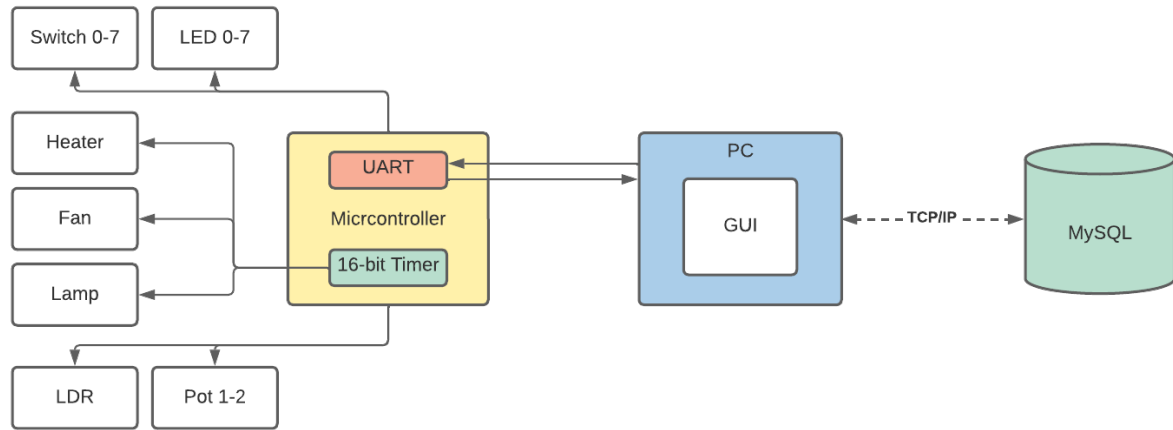 Switch 0-7
LED 0-7
Heater
Fan
Lamp
LDR
Pot 1-2
UART
Micrcontroller
16-bit Timer
PC
GUI
TCP/IP
MySQL